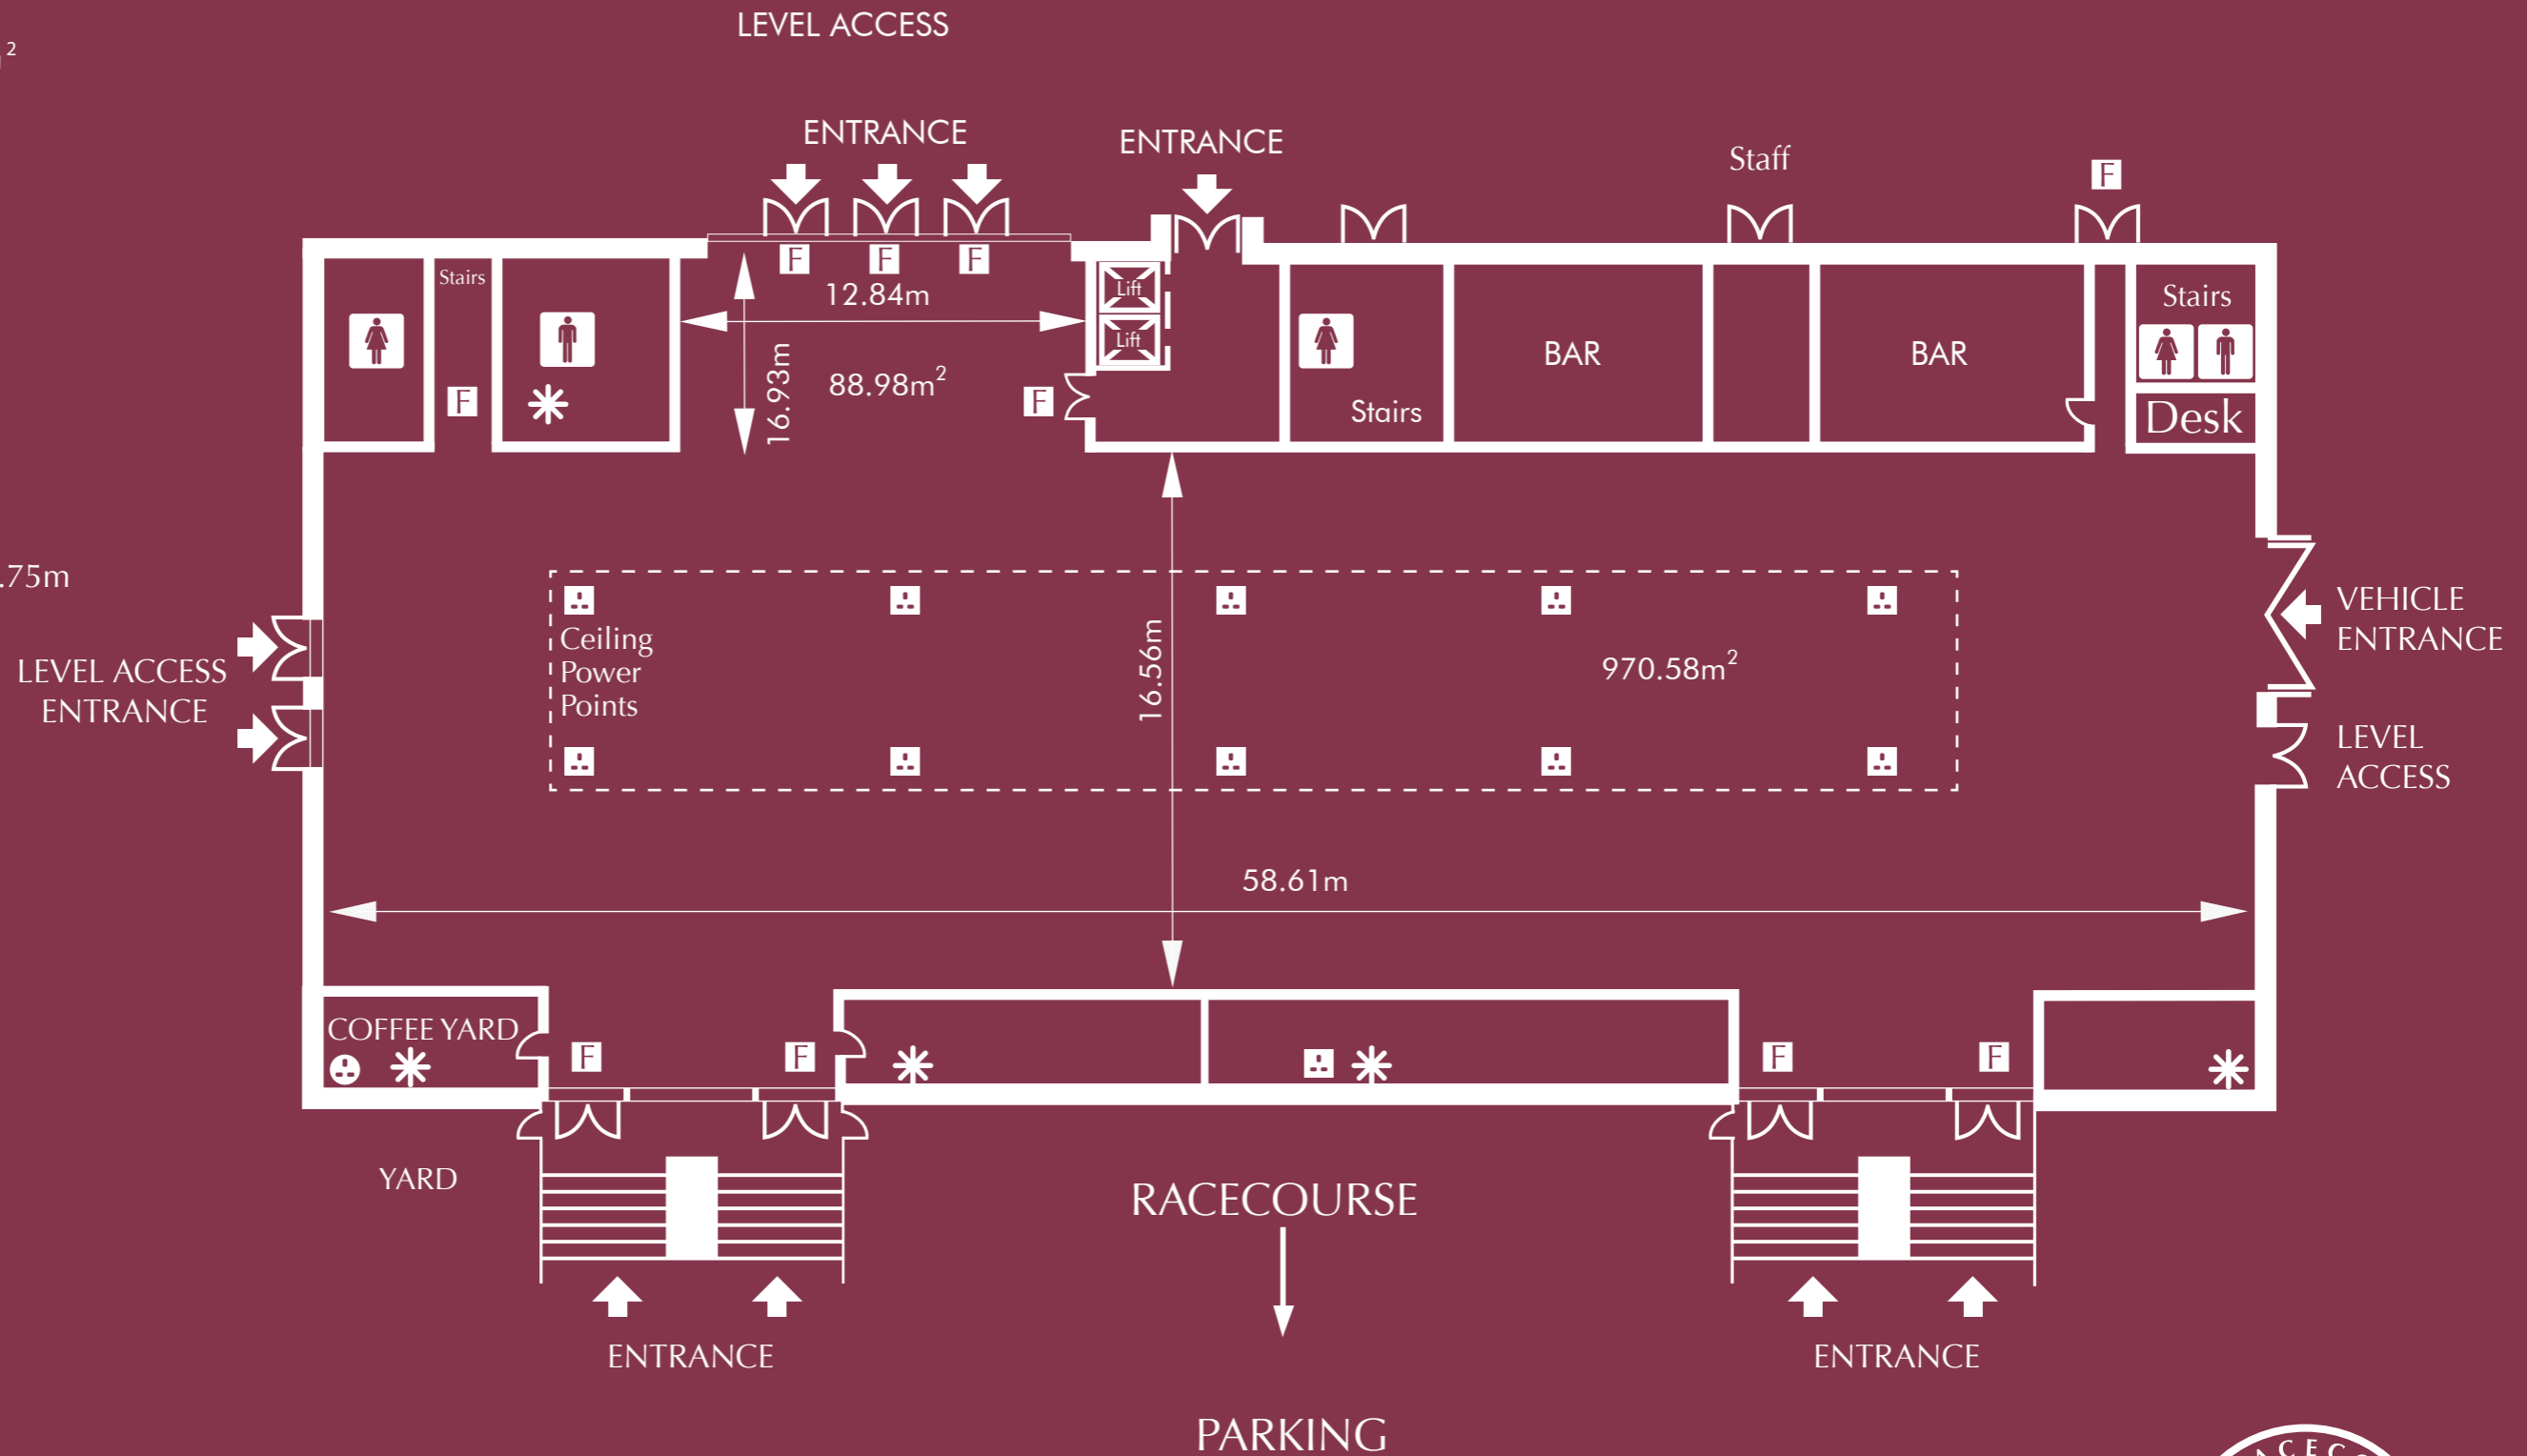 LEVEL ACCESS
2
ENTRANCE
ENTRANCE
Staff
F
F
F
F
Stairs
12.84m
Lift
Stairs
Lift
16.93m
88.98m²
BAR
BAR
F
F
Stairs
Desk
.75m
Ceiling
Power
Points
16.56m
970.58m²
VEHICLE
ENTRANCE
LEVEL ACCESS
ENTRANCE
LEVEL
ACCESS
58.61m
COFFEE YARD
F
F
F
F
YARD
RACECOURSE
ENTRANCE
ENTRANCE
PARKING
ACEC